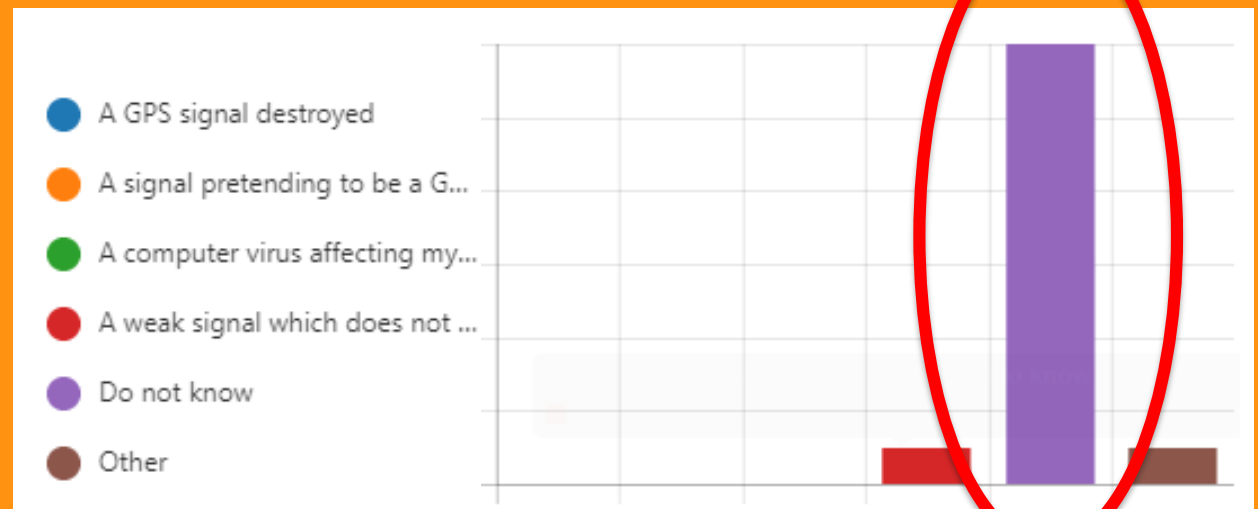 A GPS signal destroyed
A signal pretending to be a G...
A computer virus affecting my...
A weak signal which does not ...
Do not know
Other